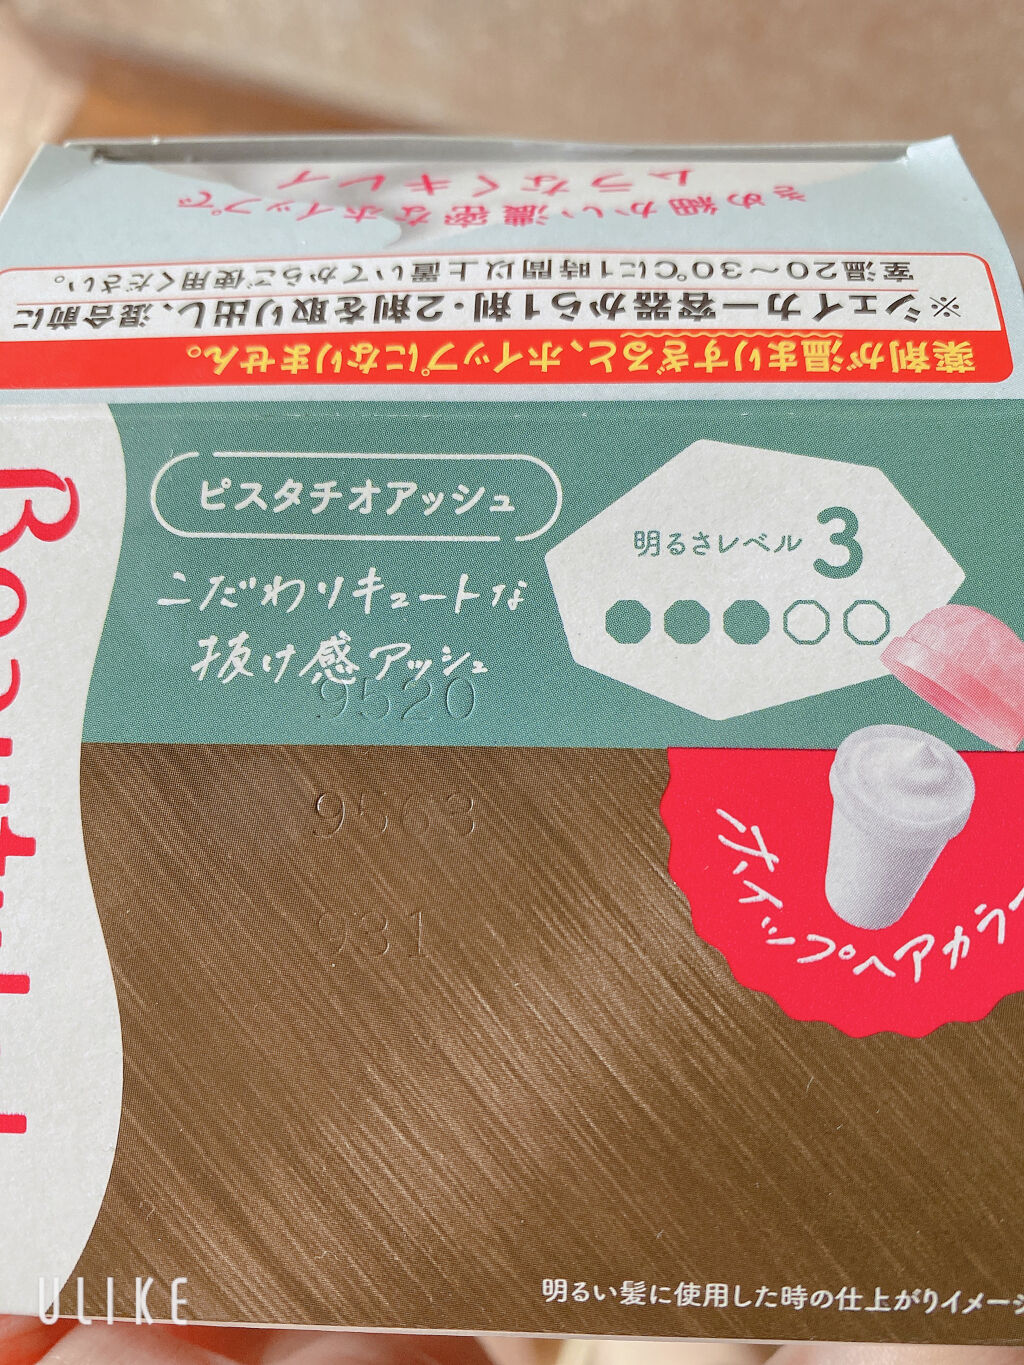 きめ細かい濃密なホイップで
ムラなくキレイ
薬剤が温まりすぎると、ホイップになりません。
※シェイカー容器から1剤・2剤を取り出し、混合前に
室温20～30℃に1時間以上置いてからご使用ください。
ピスタチオアッシュ
こだわりキュートな
抜け感アッシュ
明るさレベル 3
9520
9563
931
ホイップヘアカラー
明るい髪に使用した時の仕上がりイメージ
ULIKE